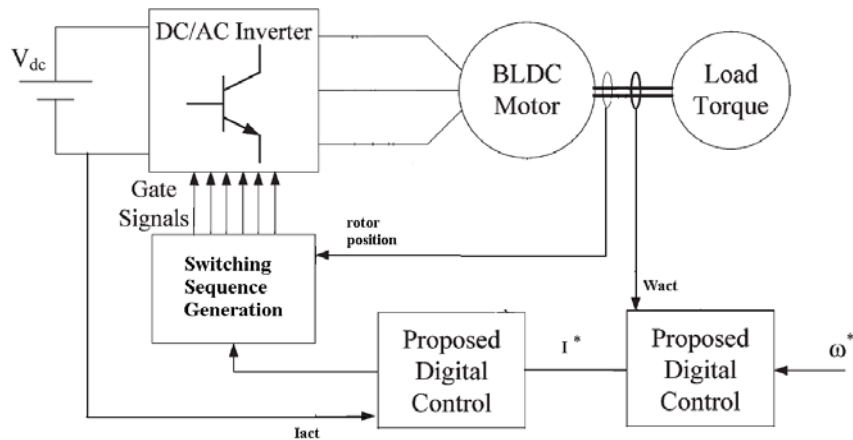 DC/AC Inverter
Vdc
BLDC
Motor
Load
Torque
Gate
Signals
rotor
position
Switching
Sequence
Generation
Wact
Proposed
Digital
Control
I *
Proposed
Digital
Control
ω*
Iact